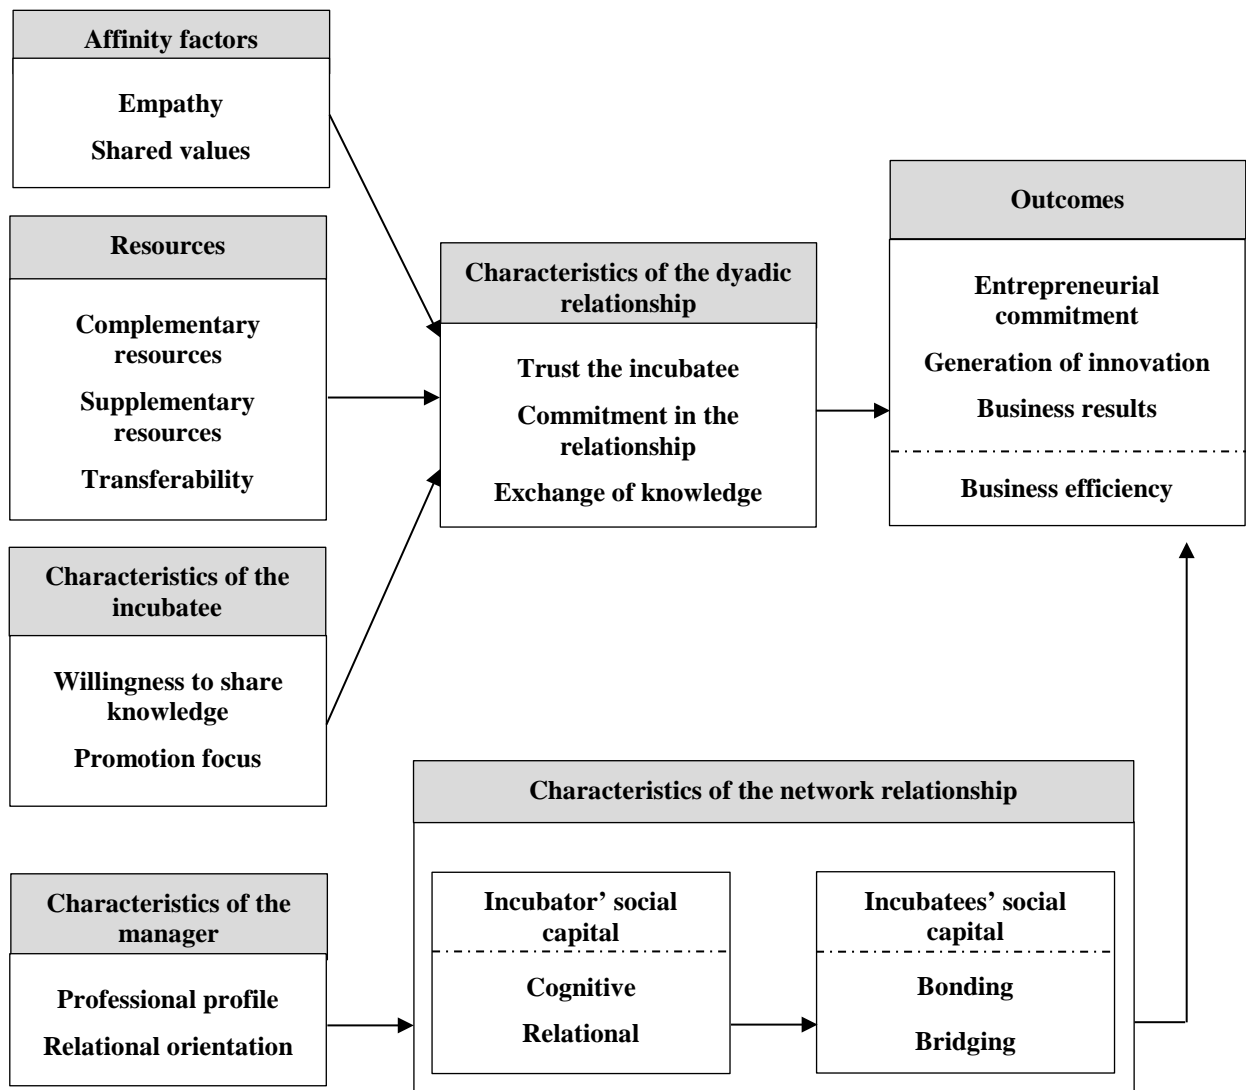 Affinity factors
Empathy
Shared values
Resources
Complementary
resources
Supplementary
resources
Transferability
Characteristics of the
incubatee
Willingness to share
knowledge
Promotion focus
Characteristics of the
manager
Professional profile
Relational orientation
Characteristics of the dyadic
relationship
Trust the incubatee
Commitment in the
relationship
Exchange of knowledge
Outcomes
Entrepreneurial
commitment
Generation of innovation
Business results
Business efficiency
Characteristics of the network relationship
Incubator’ social
capital
Cognitive
Relational
Incubatees’ social
capital
Bonding
Bridging